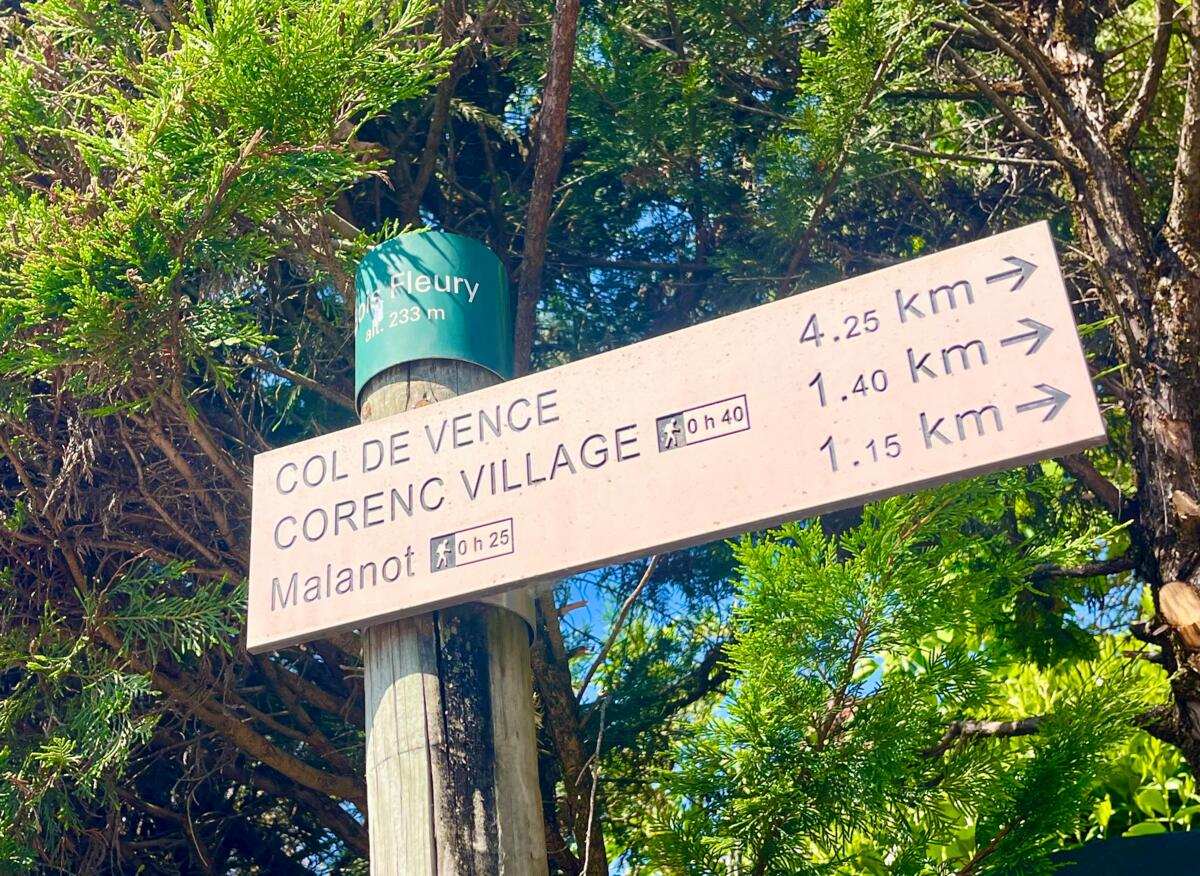 Bois Fleury
alt. 233 m
COL DE VENCE 4.25 km →
CORENC VILLAGE 0 h 40 1.40 km →
Malanot 0 h 25 1.15 km →